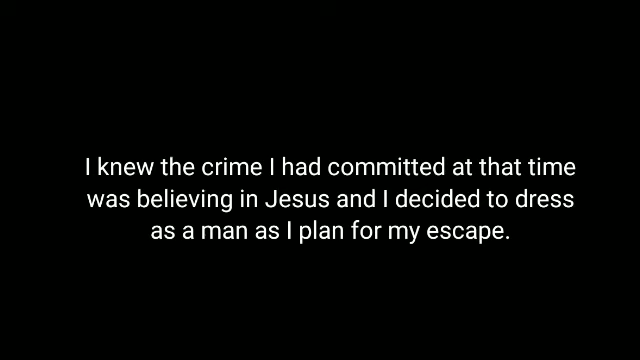 I knew the crime I had committed at that time
was believing in Jesus and I decided to dress
as a man as I plan for my escape.